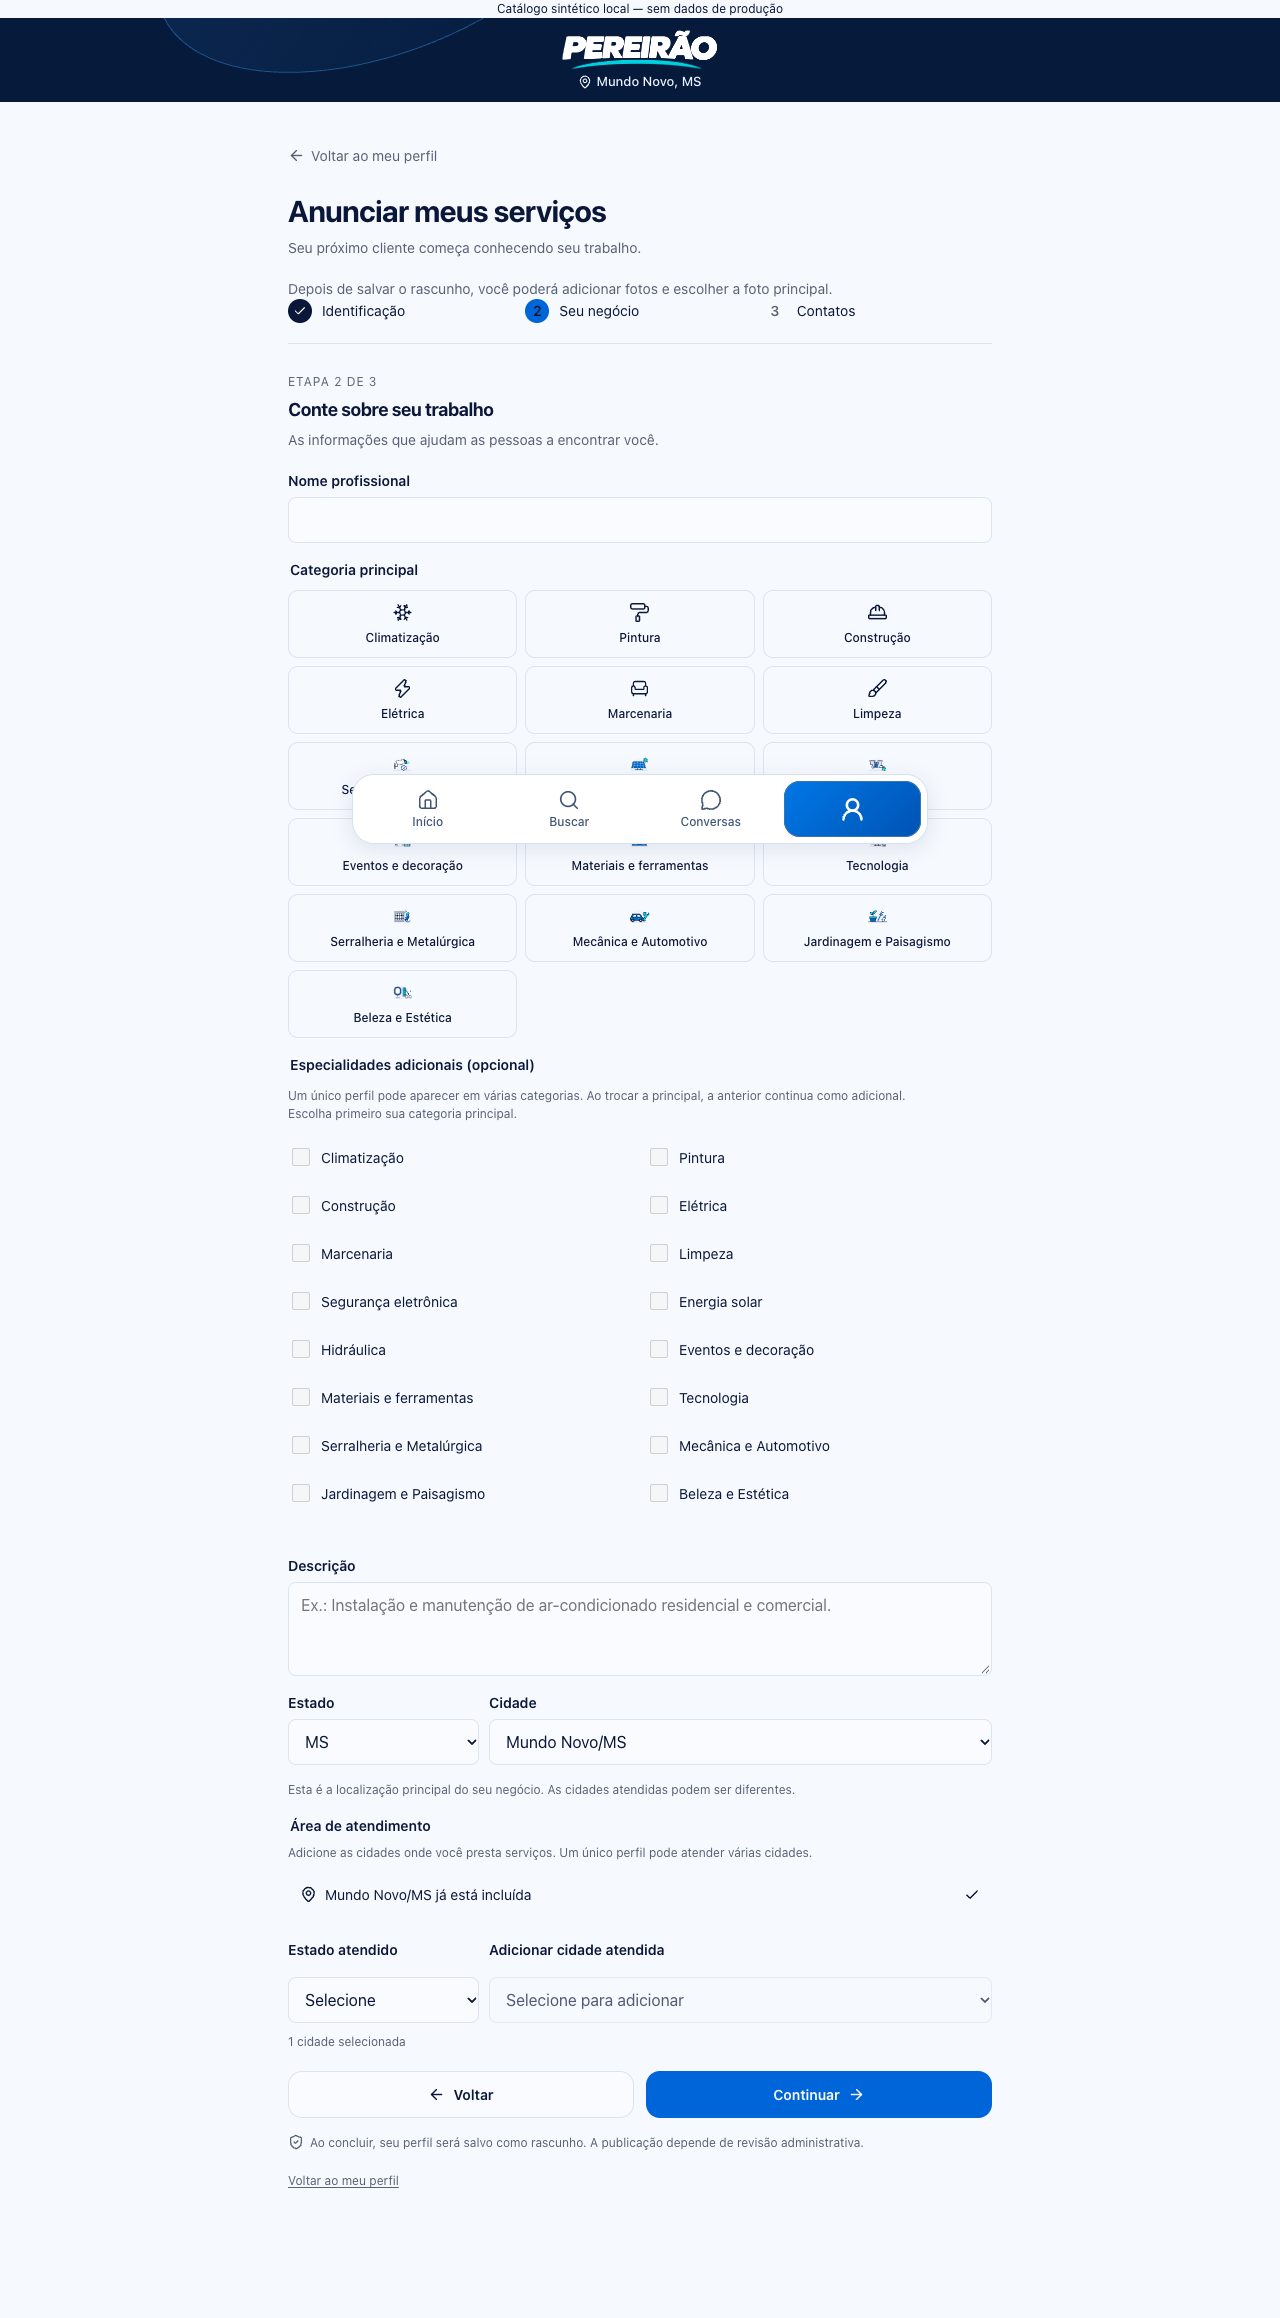 Catálogo sintético local — sem dados de produção
PEREIRÃO
Mundo Novo, MS
Voltar ao meu perfil
Anunciar meus serviços
Seu próximo cliente começa conhecendo seu trabalho.
Depois de salvar o rascunho, você poderá adicionar fotos e escolher a foto principal.
Identificação
2 Seu negócio
3 Contatos
ETAPA 2 DE 3
Conte sobre seu trabalho
As informações que ajudam as pessoas a encontrar você.
Nome profissional
Categoria principal
Climatização
Pintura
Construção
Elétrica
Marcenaria
Limpeza
Início
Buscar
Conversas
Eventos e decoração
Materiais e ferramentas
Tecnologia
Serralheria e Metalúrgica
Mecânica e Automotivo
Jardinagem e Paisagismo
Beleza e Estética
Especialidades adicionais (opcional)
Um único perfil pode aparecer em várias categorias. Ao trocar a principal, a anterior continua como adicional.
Escolha primeiro sua categoria principal.
Climatização
Pintura
Construção
Elétrica
Marcenaria
Limpeza
Segurança eletrônica
Energia solar
Hidráulica
Eventos e decoração
Materiais e ferramentas
Tecnologia
Serralheria e Metalúrgica
Mecânica e Automotivo
Jardinagem e Paisagismo
Beleza e Estética
Descrição
Ex.: Instalação e manutenção de ar-condicionado residencial e comercial.
Estado
Cidade
MS
Mundo Novo/MS
Esta é a localização principal do seu negócio. As cidades atendidas podem ser diferentes.
Área de atendimento
Adicione as cidades onde você presta serviços. Um único perfil pode atender várias cidades.
Mundo Novo/MS já está incluída
Estado atendido
Adicionar cidade atendida
Selecione
Selecione para adicionar
1 cidade selecionada
Voltar
Continuar
Ao concluir, seu perfil será salvo como rascunho. A publicação depende de revisão administrativa.
Voltar ao meu perfil